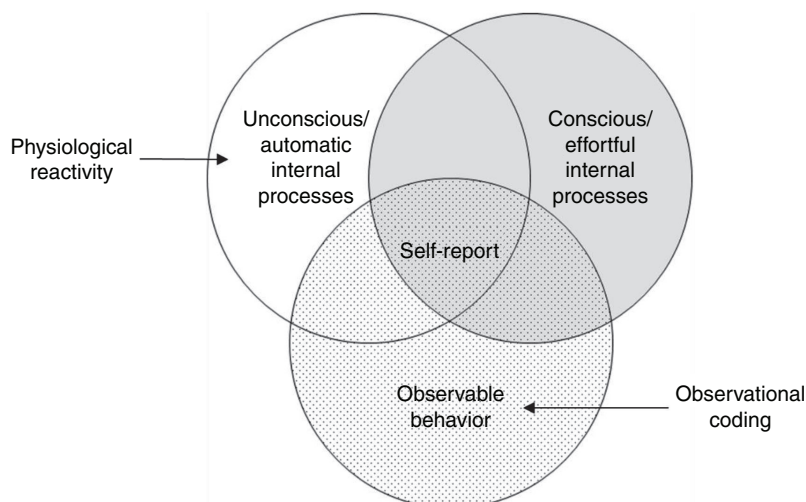 Physiological
reactivity
Unconscious/
automatic
internal
processes
Conscious/
effortful
internal
processes
Self-report
Observable
behavior
Observational
coding